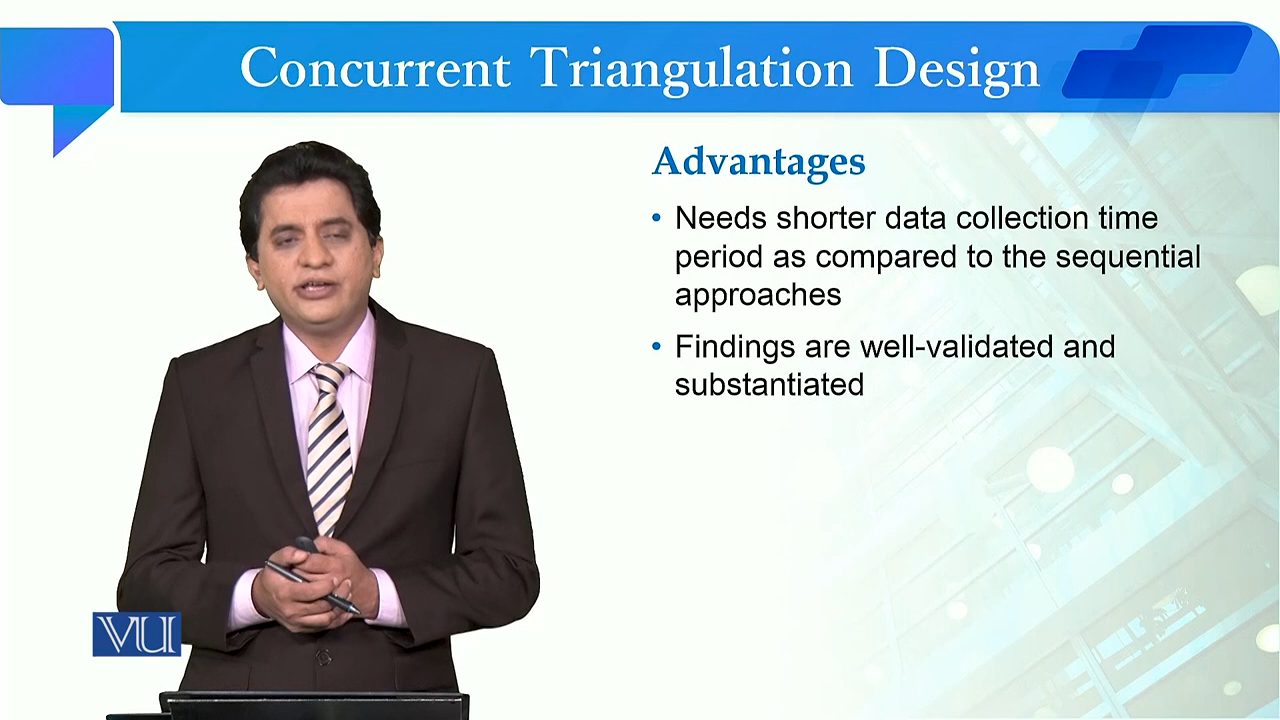 Concurrent Triangulation Design
Advantages
• Needs shorter data collection time
period as compared to the sequential
approaches
• Findings are well-validated and
substantiated
VU